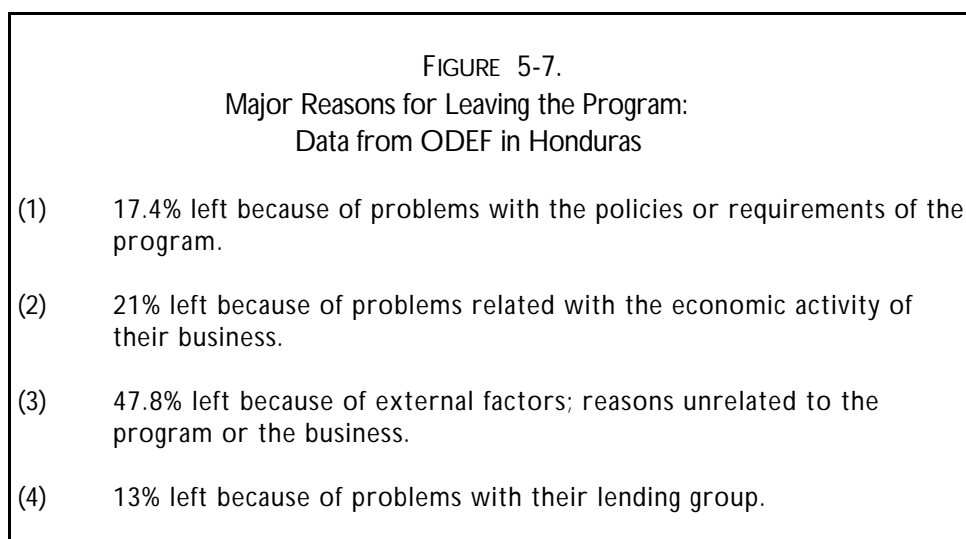 FIGURE 5-7.
Major Reasons for Leaving the Program:
Data from ODEF in Honduras
(1) 17.4% left because of problems with the policies or requirements of the
program.
(2) 21% left because of problems related with the economic activity of
their business.
(3) 47.8% left because of external factors; reasons unrelated to the
program or the business.
(4) 13% left because of problems with their lending group.